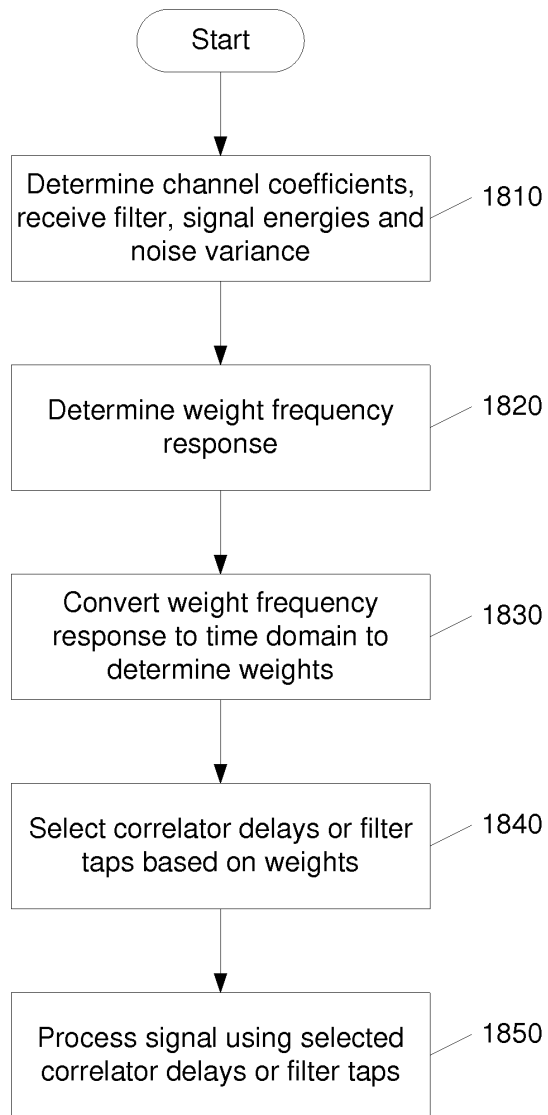 Start
Determine channel coefficients,
receive filter, signal energies and
noise variance
1810
Determine weight frequency
response
1820
Convert weight frequency
response to time domain to
determine weights
1830
Select correlator delays or filter
taps based on weights
1840
Process signal using selected
correlator delays or filter taps
1850